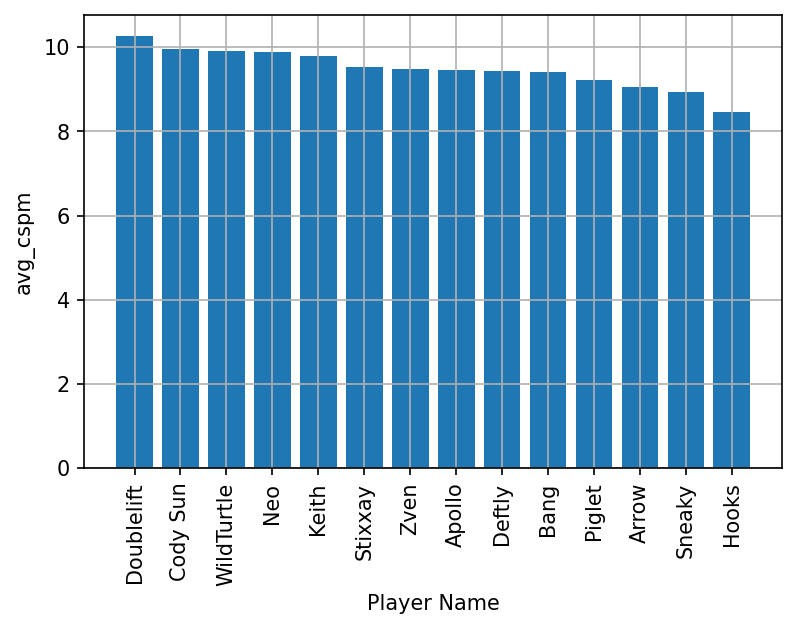 10
8
6
4
2
0
avg_cspm
Doublelift
Cody Sun
WildTurtle
Neo
Keith
Stixxay
Zven
Apollo
Deftly
Bang
Piglet
Arrow
Sneaky
Hooks
Player Name